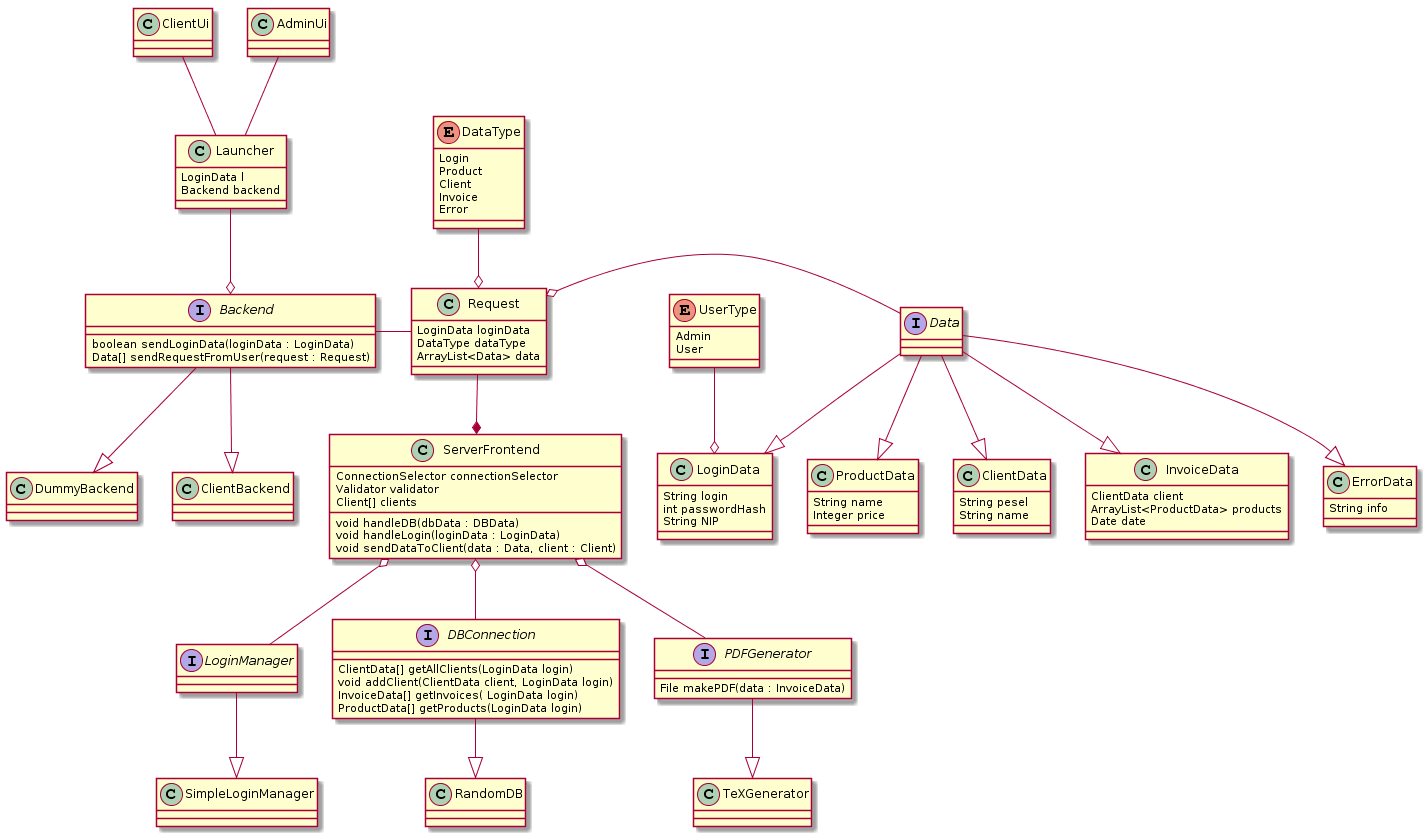 C ClientUi
C AdminUi
C Launcher
LoginData l
Backend backend
E DataType
Login
Product
Client
Invoice
Error
I Backend
boolean sendLoginData(loginData : LoginData)
Data[] sendRequestFromUser(request : Request)
C Request
LoginData loginData
DataType dataType
ArrayList<Data> data
E UserType
Admin
User
I Data
C DummyBackend
C ClientBackend
C ServerFrontend
ConnectionSelector connectionSelector
Validator validator
Client[] clients
void handleDB(dbData : DBData)
void handleLogin(loginData : LoginData)
void sendDataToClient(data : Data, client : Client)
C LoginData
String login
int passwordHash
String NIP
C ProductData
String name
Integer price
C ClientData
String pesel
String name
C InvoiceData
ClientData client
ArrayList<ProductData> products
Date date
C ErrorData
String info
I LoginManager
I DBConnection
ClientData[] getAllClients(LoginData login)
void addClient(ClientData client, LoginData login)
InvoiceData[] getInvoices( LoginData login)
ProductData[] getProducts(LoginData login)
I PDFGenerator
File makePDF(data : InvoiceData)
C SimpleLoginManager
C RandomDB
C TeXGenerator